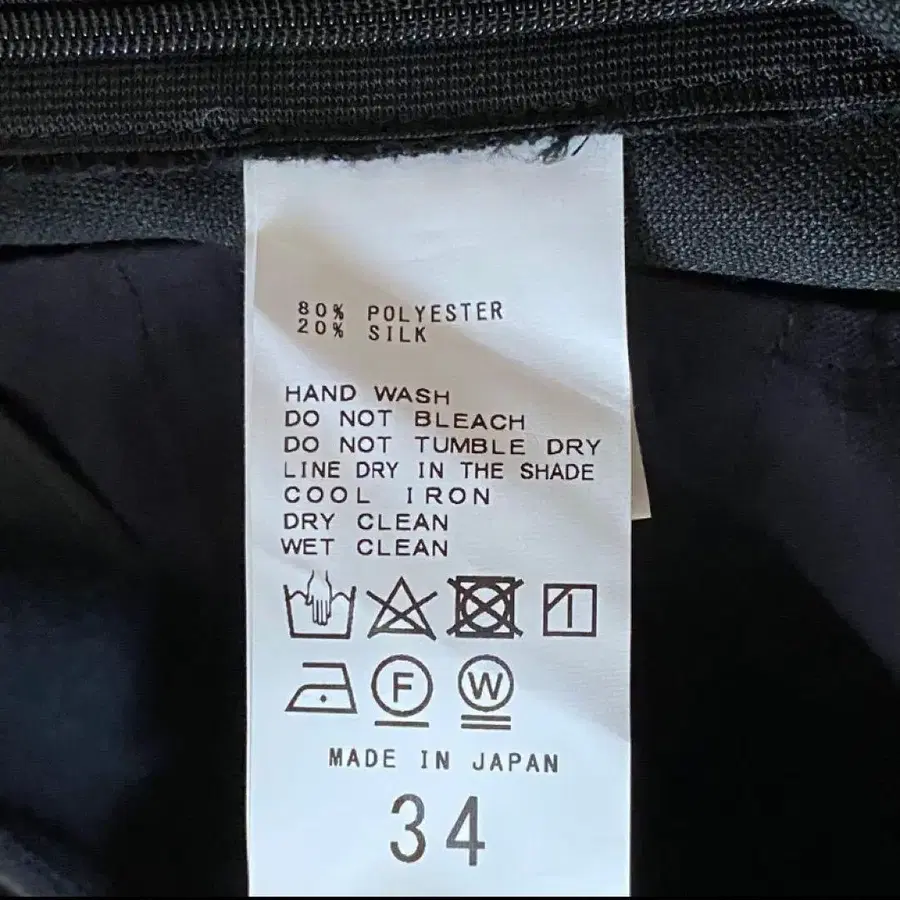 80% POLYESTER
20% SILK
HAND WASH
DO NOT BLEACH
DO NOT TUMBLE DRY
LINE DRY IN THE SHADE
COOL IRON
DRY CLEAN
WET CLEAN
F W
MADE IN JAPAN
34